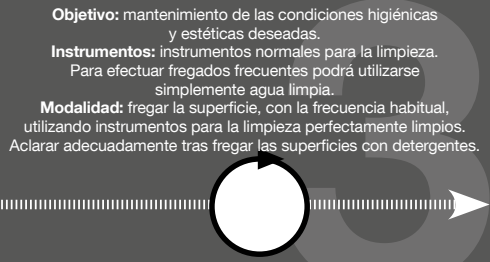 Objetivo: mantenimiento de las condiciones higiénicas
y estéticas deseadas.
Instrumentos: instrumentos normales para la limpieza.
Para efectuar fregados frecuentes podrá utilizarse
simplemente agua limpia.
Modalidad: fregar la superficie, con la frecuencia habitual,
utilizando instrumentos para la limpieza perfectamente limpios.
Aclarar adecuadamente tras fregar las superficies con detergentes.
3